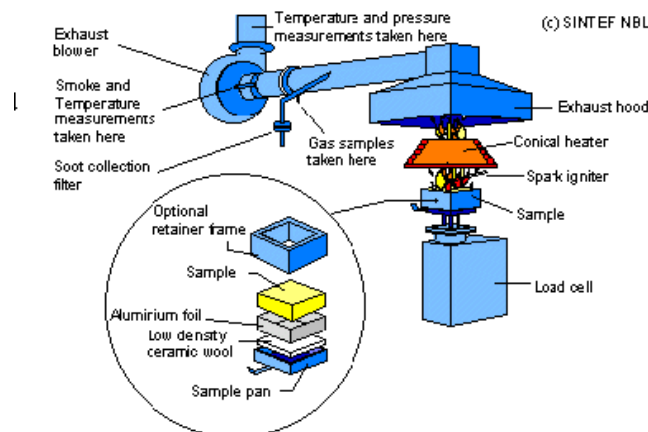 Temperature and pressure
measurements taken here
(c) SINTEF NBL
Exhaust
blower
Smoke and
Temperature
measurements
taken here
Exhaust hood
Gas samples
taken here
Conical heater
Soot collection
filter
Spark igniter
Sample
Optional
retainer frame
Sample
Load cell
Aluminium foil
Low density
ceramic wool
Sample pan